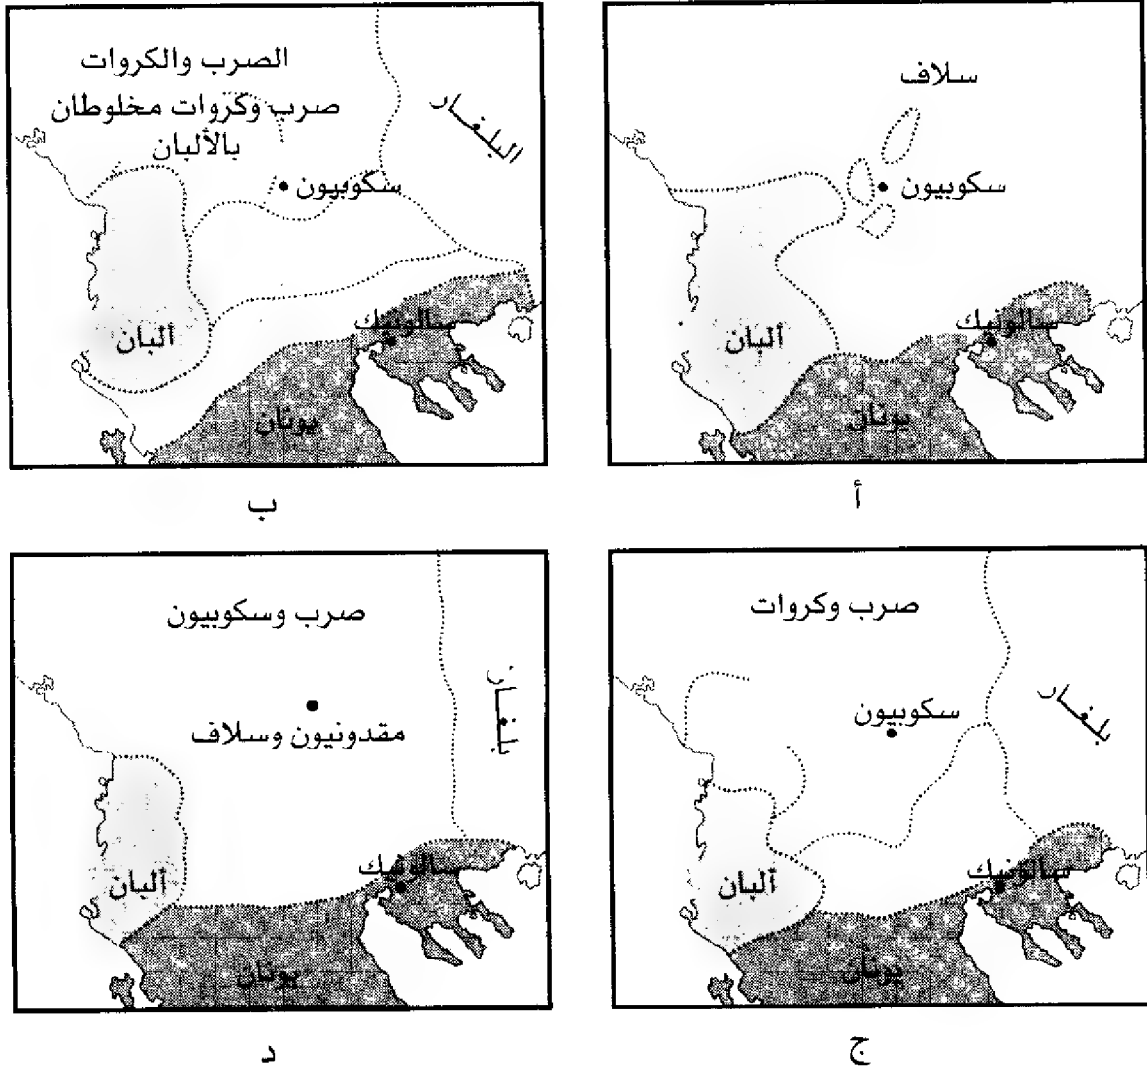 سلاف
سكوبيون
سالونيك
ألبان
يونان
أ
الصرب والكروات
صرب وكروات مخلوطان
بالألبان
البلغار
سكوبيون
سالونيك
ألبان
يونان
ب
صرب وكروات
بلغار
سكوبيون
سالونيك
ألبان
يونان
ج
صرب وسكوبيون
بلغار
مقدونيون وسلاف
سالونيك
ألبان
يونان
د